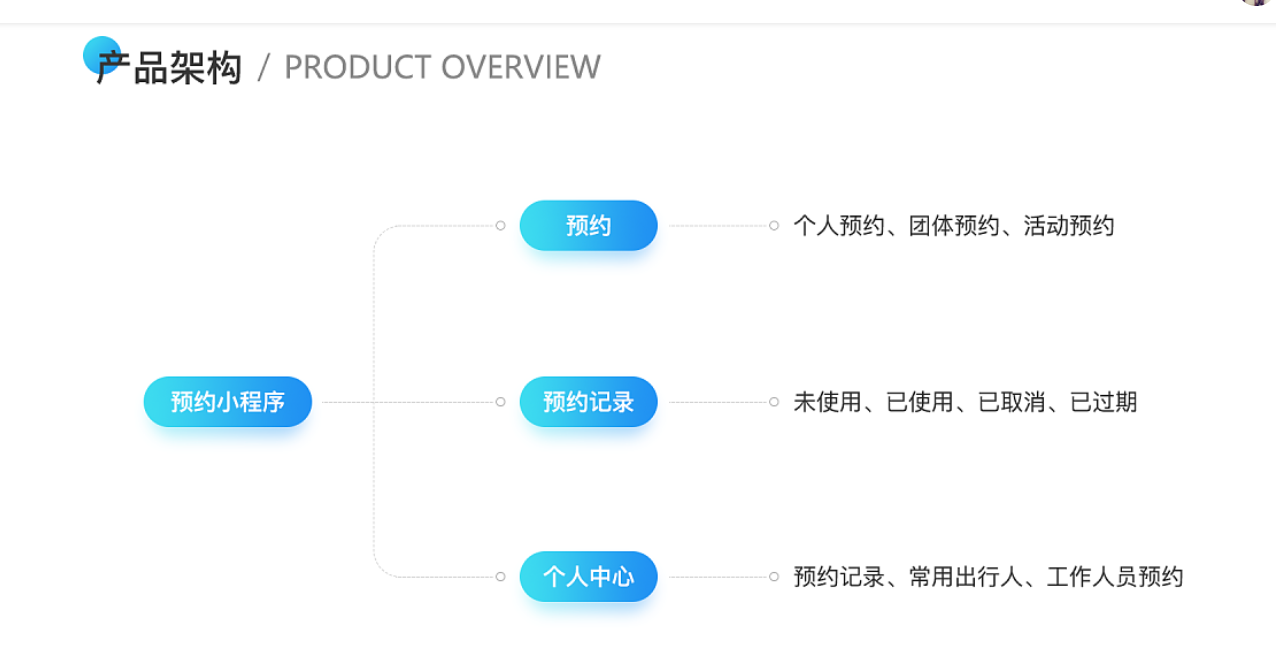 产品架构 / PRODUCT OVERVIEW
预约
个人预约、团体预约、活动预约
预约小程序
预约记录
未使用、已使用、已取消、已过期
个人中心
预约记录、常用出行人、工作人员预约